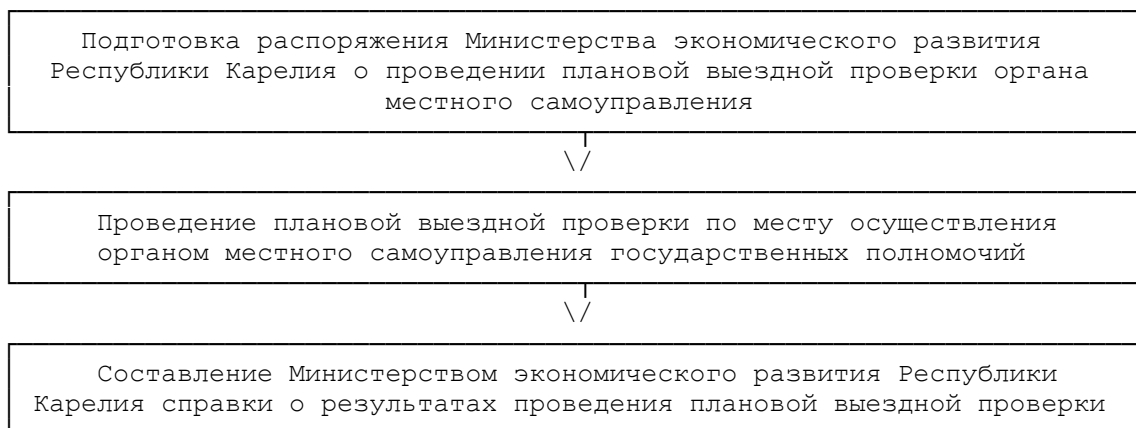 Подготовка распоряжения Министерства экономического развития
Республики Карелия о проведении плановой выездной проверки органа
местного самоуправления
\/
Проведение плановой выездной проверки по месту осуществления
органом местного самоуправления государственных полномочий
\/
Составление Министерством экономического развития Республики
Карелия справки о результатах проведения плановой выездной проверки